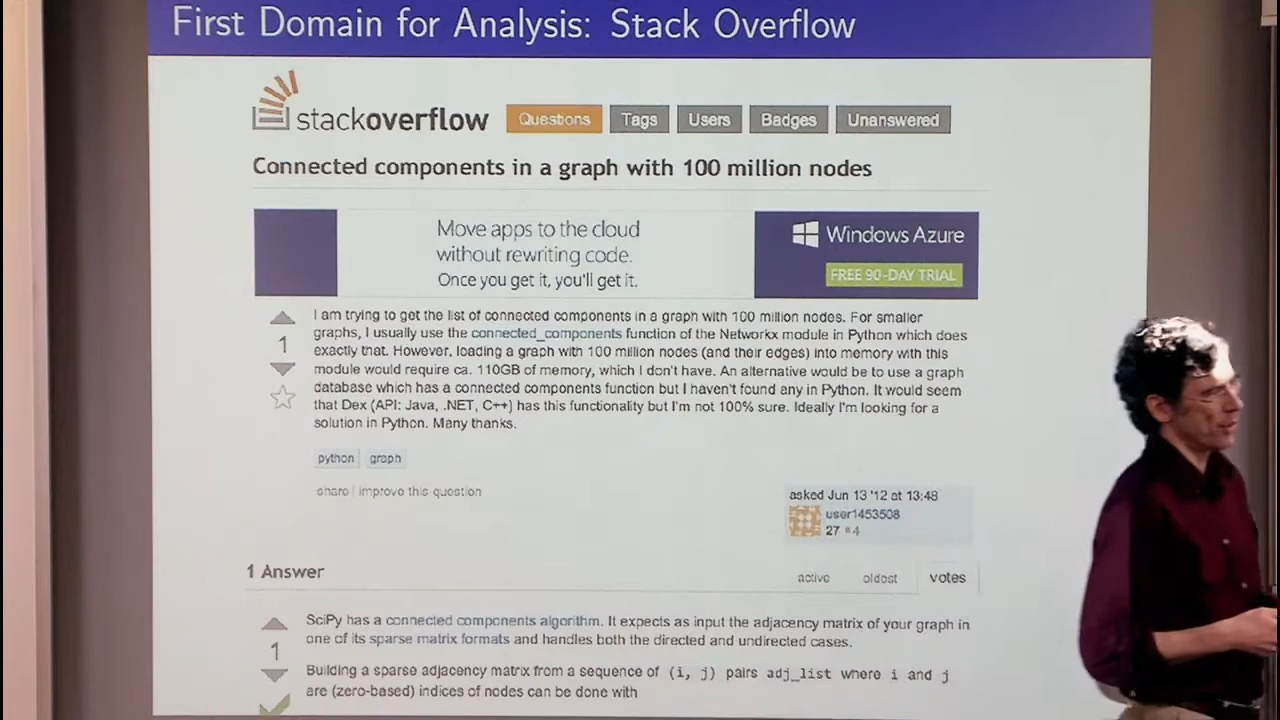 First Domain for Analysis: Stack Overflow
stackoverflow Questions Tags Users Badges Unanswered
Connected components in a graph with 100 million nodes
Move apps to the cloud
without rewriting code.
Once you get it, you'll get it.
Windows Azure
FREE 90-DAY TRIAL
1
I am trying to get the list of connected components in a graph with 100 million nodes. For smaller
graphs, I usually use the connected_components function of the Networkx module in Python which does
exactly that. However, loading a graph with 100 million nodes (and their edges) into memory with this
module would require ca. 110GB of memory, which I don't have. An alternative would be to use a graph
database which has a connected components function but I haven't found any in Python. It would seem
that Dex (API: Java, .NET, C++) has this functionality but I'm not 100% sure. Ideally I'm looking for a
solution in Python. Many thanks.
python graph
share | improve this question
asked Jun 13 '12 at 13:48
user1453508
27 4
1 Answer
active oldest votes
1
SciPy has a connected components algorithm. It expects as input the adjacency matrix of your graph in
one of its sparse matrix formats and handles both the directed and undirected cases.
Building a sparse adjacency matrix from a sequence of (i, j) pairs adj_list where i and j
are (zero-based) indices of nodes can be done with